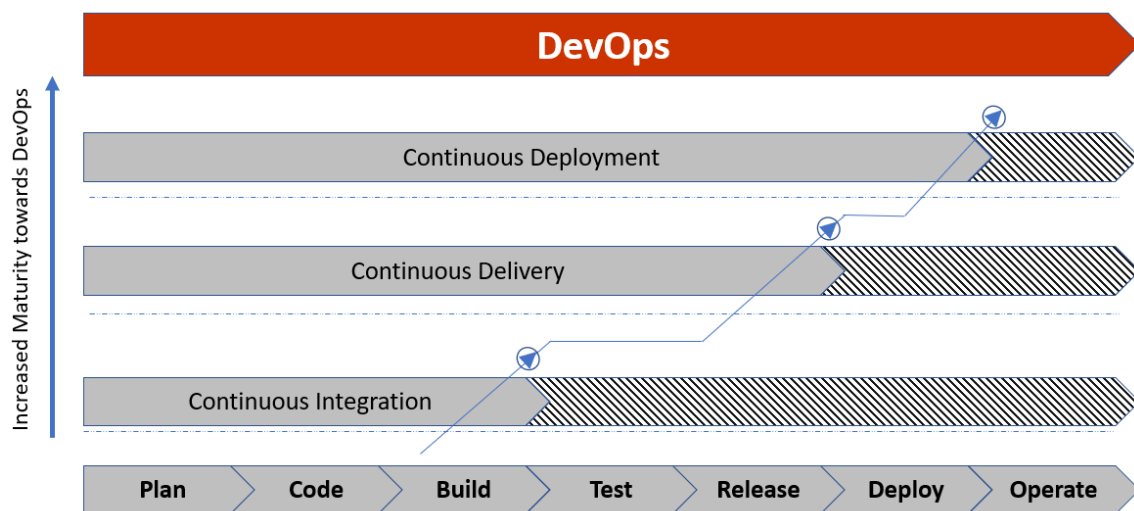 DevOps
Increased Maturity towards DevOps
Continuous Deployment
Continuous Delivery
Continuous Integration
Plan Code Build Test Release Deploy Operate